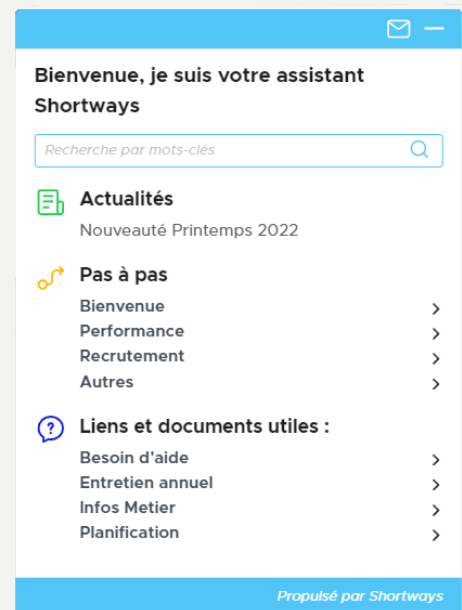 Bienvenue, je suis votre assistant
Shortways
Recherche par mots-clés
Actualités
Nouveauté Printemps 2022
Pas à pas
Bienvenue
Performance
Recrutement
Autres
Liens et documents utiles :
Besoin d'aide
Entretien annuel
Infos Metier
Planification
Propulsé par Shortways